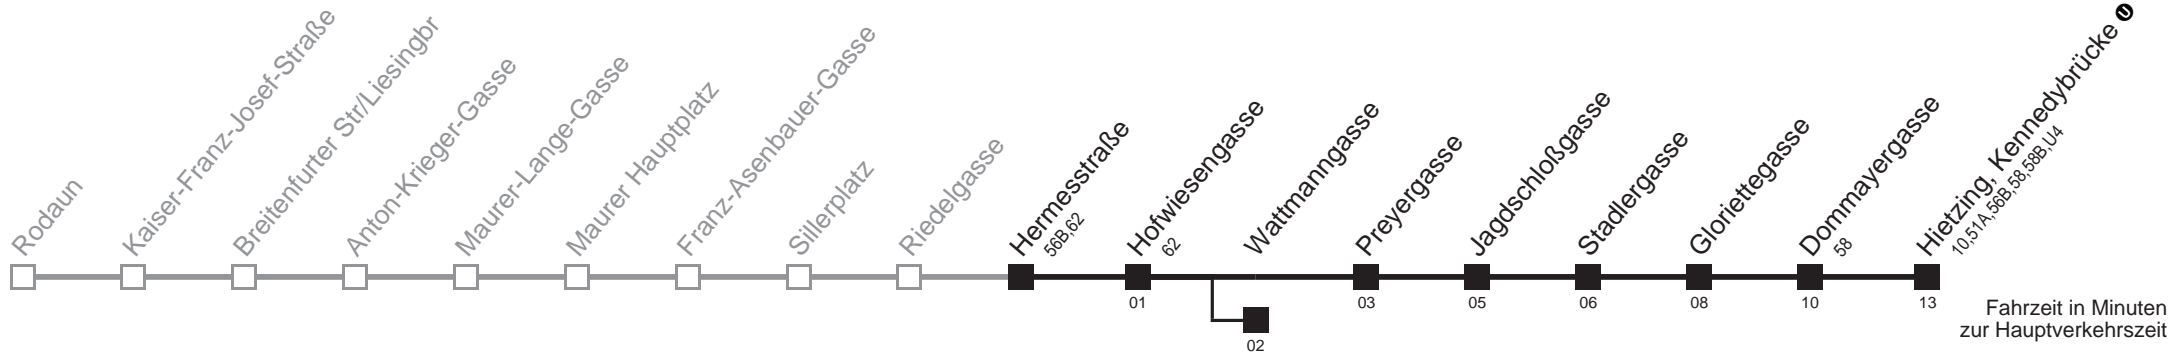 Rodaun
Kaiser-Franz-Josef-Straße
Breitenfurter Str/Liesingbr
Anton-Krieger-Gasse
Maurer-Lange-Gasse
Maurer Hauptplatz
Franz-Asenbauer-Gasse
Sillerplatz
Riedelgasse
Hermesstraße
56B,62
Hofwiesengasse
62
Wattmanngasse
Preyergasse
Jagdschloßgasse
Stadlergasse
Gloriettegasse
Dommayergasse
58
Hietzing, Kennedybrücke U
10,51A,56B,58,58B,U4
01
02
03
05
06
08
10
13
Fahrzeit in Minuten
zur Hauptverkehrszeit